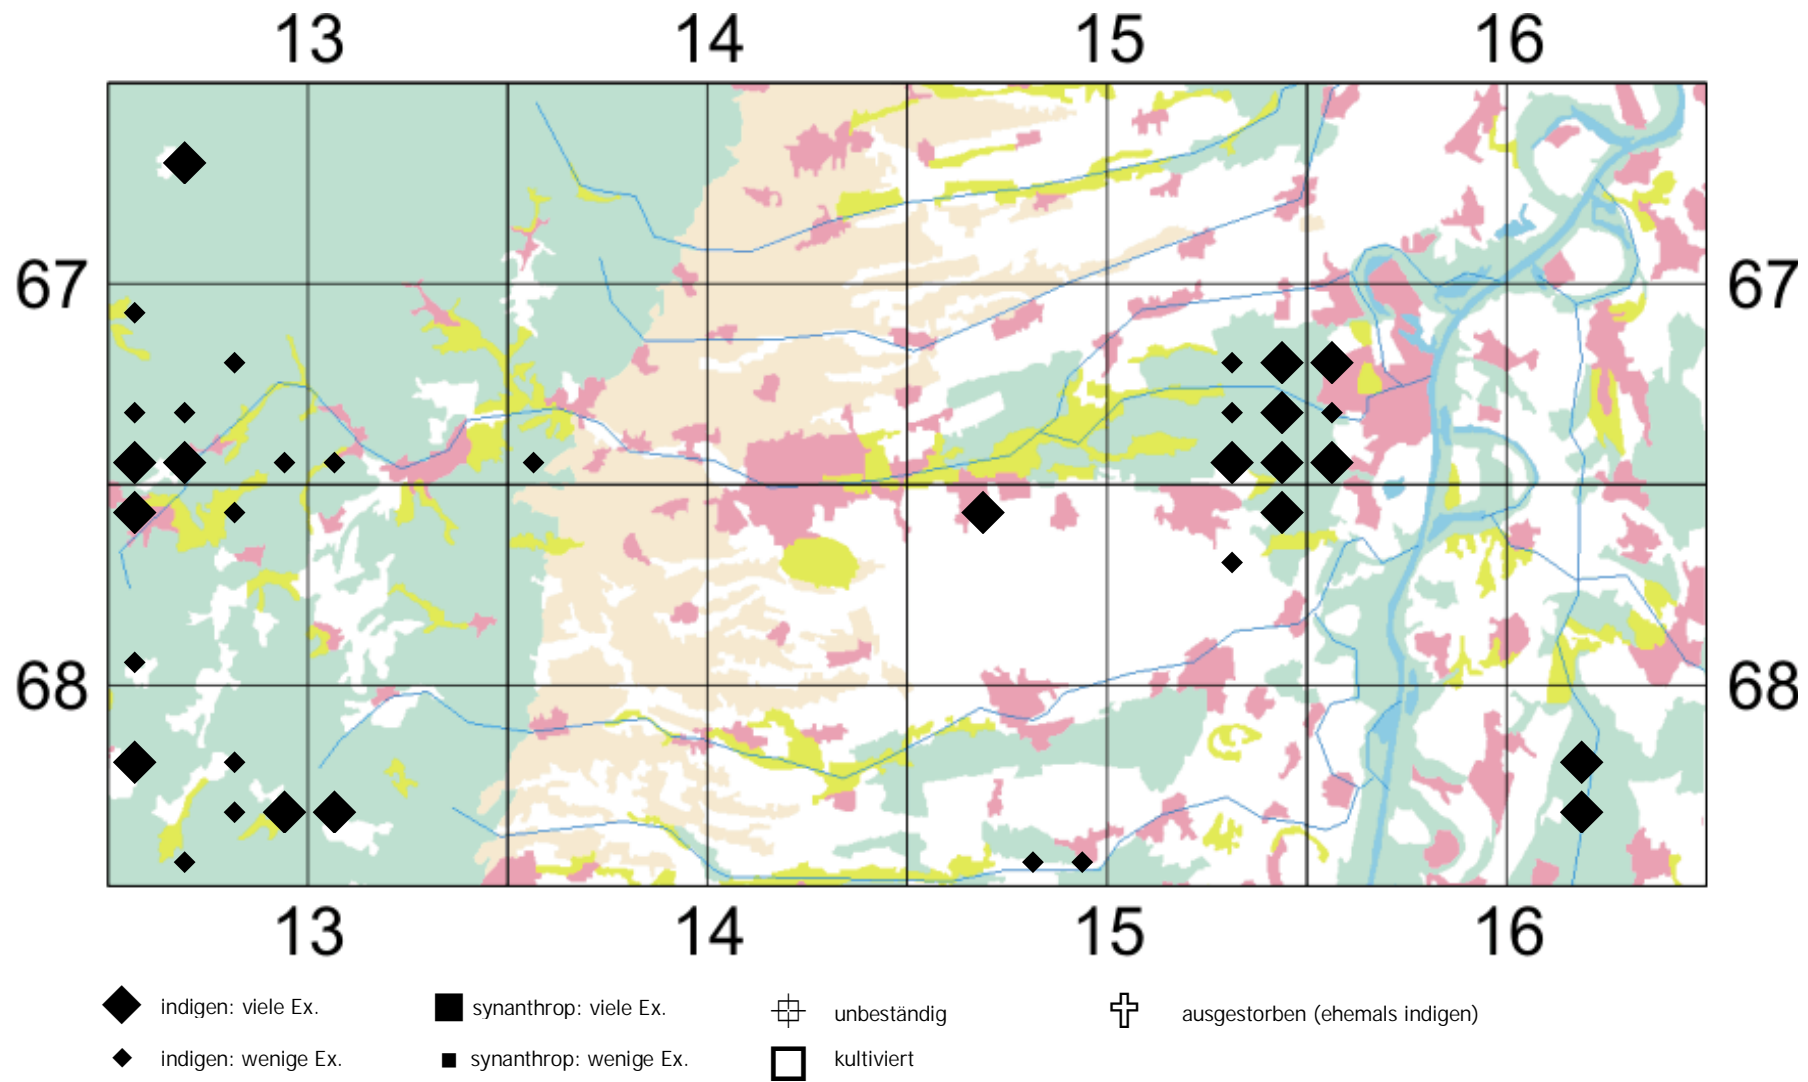 13 14 15 16
67 67
68 68
13 14 15 16
indigen: viele Ex. synanthrop: viele Ex. unbeständig ausgestorben (ehemals indigen)
indigen: wenige Ex. synanthrop: wenige Ex. kultiviert